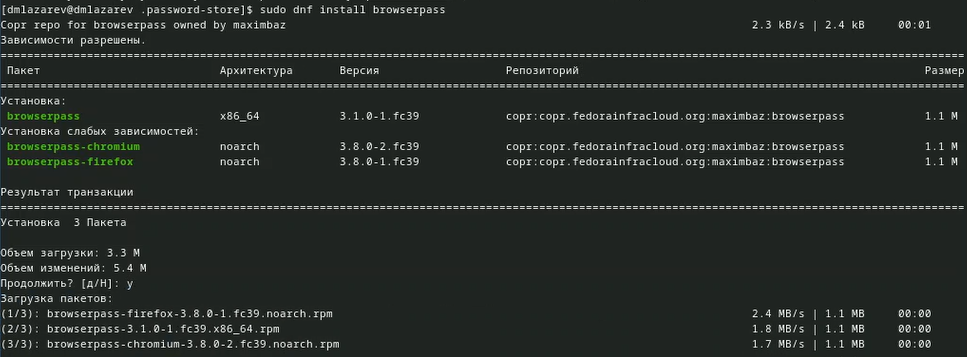 [dmlazarev@dmlazarev .password-store]$ sudo dnf install browserpass
Copr repo for browserpass owned by maximbaz 2.3 kB/s | 2.4 kB 00:01
Зависимости разрешены.
================================================================================
Пакет Архитектура Версия Репозиторий Размер
================================================================================
Установка:
browserpass x86_64 3.1.0-1.fc39 copr:copr.fedorainfracloud.org:maximbaz:browserpass 1.1 M
Установка слабых зависимостей:
browserpass-chromium noarch 3.8.0-2.fc39 copr:copr.fedorainfracloud.org:maximbaz:browserpass 1.1 M
browserpass-firefox noarch 3.8.0-1.fc39 copr:copr.fedorainfracloud.org:maximbaz:browserpass 1.1 M
Результат транзакции
================================================================================
Установка 3 Пакета
Объем загрузки: 3.3 M
Объем изменений: 5.4 M
Продолжить? [д/Н]: y
Загрузка пакетов:
(1/3): browserpass-firefox-3.8.0-1.fc39.noarch.rpm 2.4 MB/s | 1.1 MB 00:00
(2/3): browserpass-3.1.0-1.fc39.x86_64.rpm 1.8 MB/s | 1.1 MB 00:00
(3/3): browserpass-chromium-3.8.0-2.fc39.noarch.rpm 1.7 MB/s | 1.1 MB 00:00